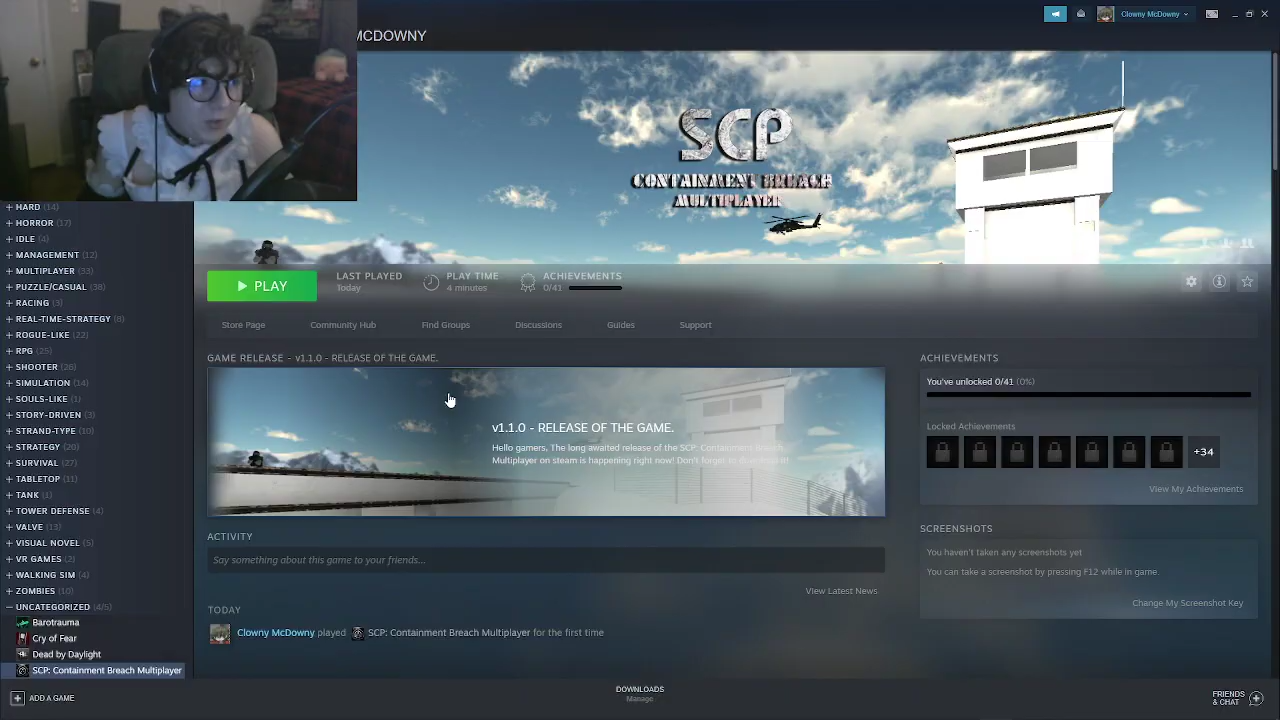 Clowny McDowny
MCDOWNY
SCP
CONTAINMENT BREACH
MULTIPLAYER
HARD (14)
HORROR (17)
IDLE (4)
MANAGEMENT (12)
MULTIPLAYER (33)
PUZZLE/CASUAL (38)
RACING (3)
REAL-TIME-STRATEGY (8)
ROGUE-LIKE (22)
RPG (25)
SHOOTER (26)
SIMULATION (14)
SOULS-LIKE (1)
STORY-DRIVEN (3)
STRAND-TYPE (10)
STRATEGY (20)
SURVIVAL (27)
TABLETOP (11)
TANK (1)
TOWER DEFENSE (4)
VALVE (13)
VISUAL NOVEL (5)
VR GAMES (2)
WALKING SIM (4)
ZOMBIES (10)
UNCATEGORIZED (4/5)
Barotrauma
Cry of Fear
Dead by Daylight
SCP: Containment Breach Multiplayer
ADD A GAME
PLAY
LAST PLAYED
Today
PLAY TIME
4 minutes
ACHIEVEMENTS
0/41
Store Page
Community Hub
Find Groups
Discussions
Guides
Support
GAME RELEASE - v1.1.0 - RELEASE OF THE GAME.
v1.1.0 - RELEASE OF THE GAME.
Hello gamers, The long awaited release of the SCP: Containment Breach
Multiplayer on steam is happening right now! Don't forget to
ACTIVITY
Say something about this game to your friends...
View Latest News
TODAY
Clowny McDowny played SCP: Containment Breach Multiplayer for the first time
ACHIEVEMENTS
You've unlocked 0/41 (0%)
Locked Achievements
+34
View My Achievements
SCREENSHOTS
You haven't taken any screenshots yet
You can take a screenshot by pressing F12 while in game.
Change My Screenshot Key
DOWNLOADS
Manage
FRIENDS
& CHAT